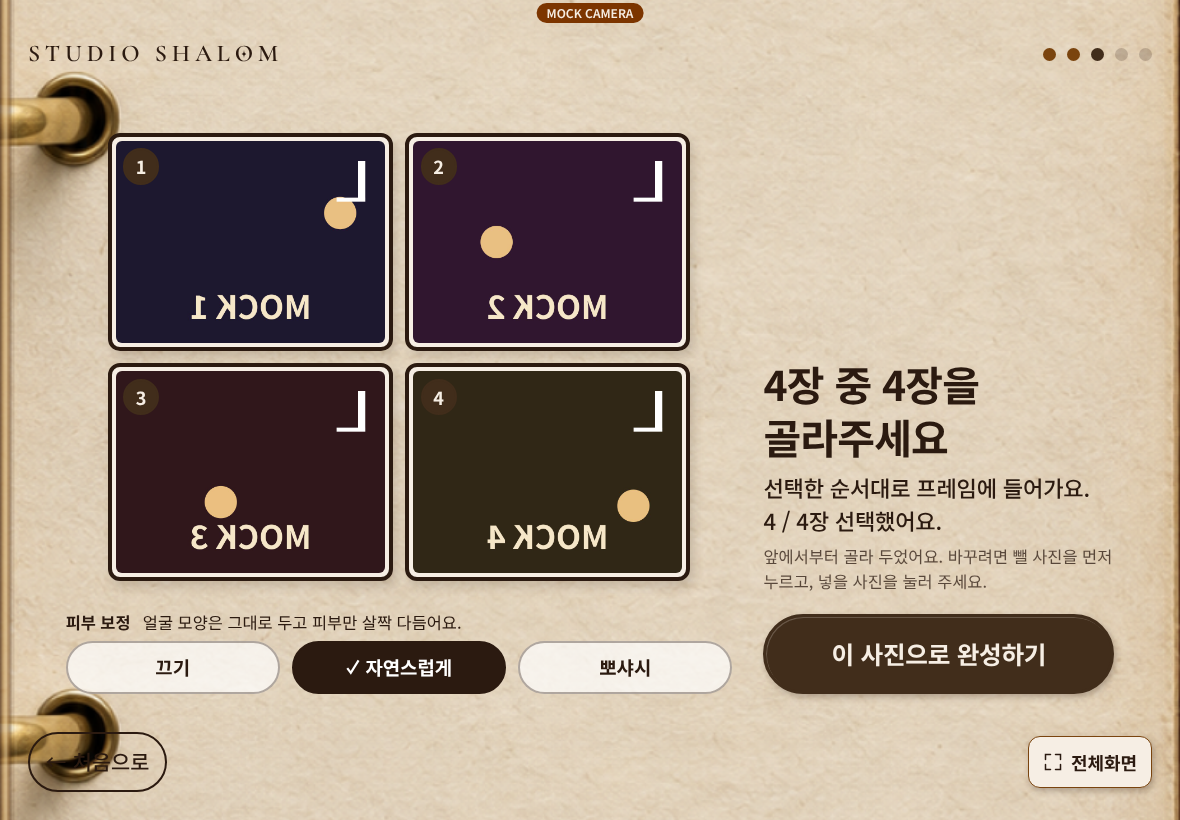 MOCK CAMERA
STUDIO SHALOM
1
MOCK 1
2
MOCK 2
3
MOCK 3
4
MOCK 4
4장 중 4장을
골라주세요
선택한 순서대로 프레임에 들어가요.
4 / 4장 선택했어요.
앞에서부터 골라 두었어요. 바꾸려면 뺄 사진을 먼저
누르고, 넣을 사진을 눌러 주세요.
피부 보정 얼굴 모양은 그대로 두고 피부만 살짝 다듬어요.
끄기
✓ 자연스럽게
뽀샤시
이 사진으로 완성하기
← 처음으로
전체화면